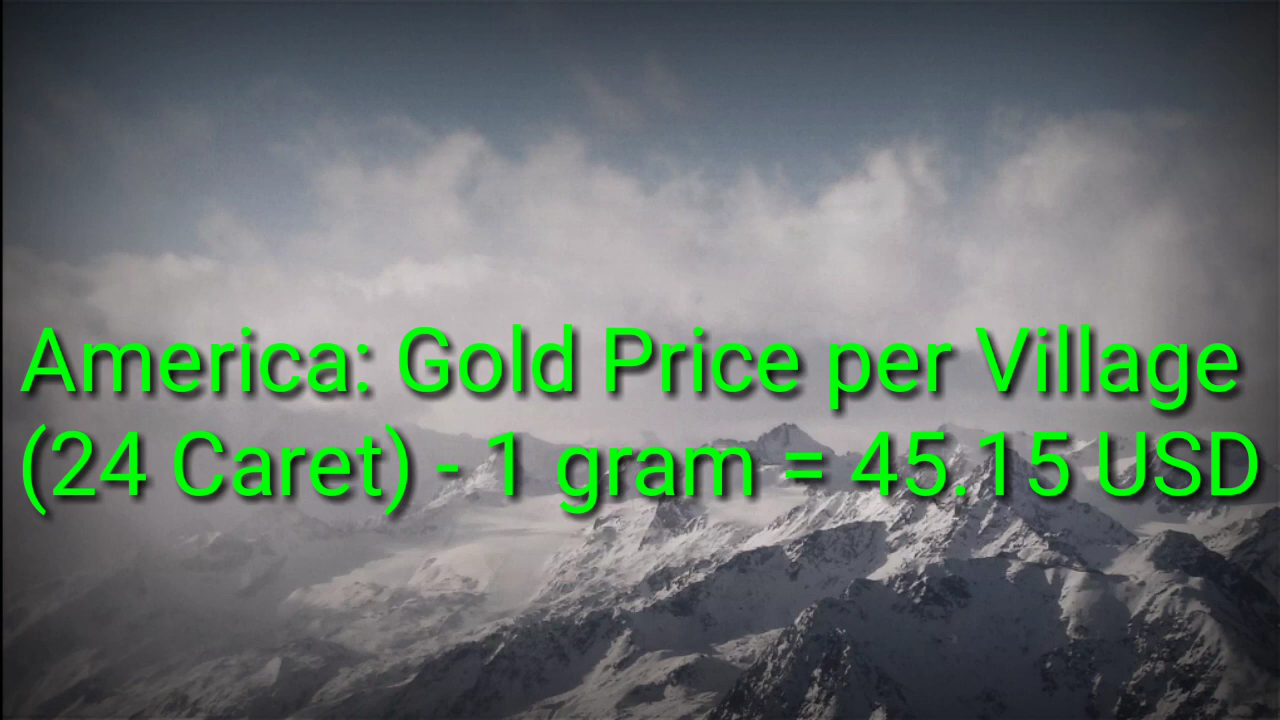 America: Gold Price per Village
(24 Caret) - 1 gram = 45.15 USD